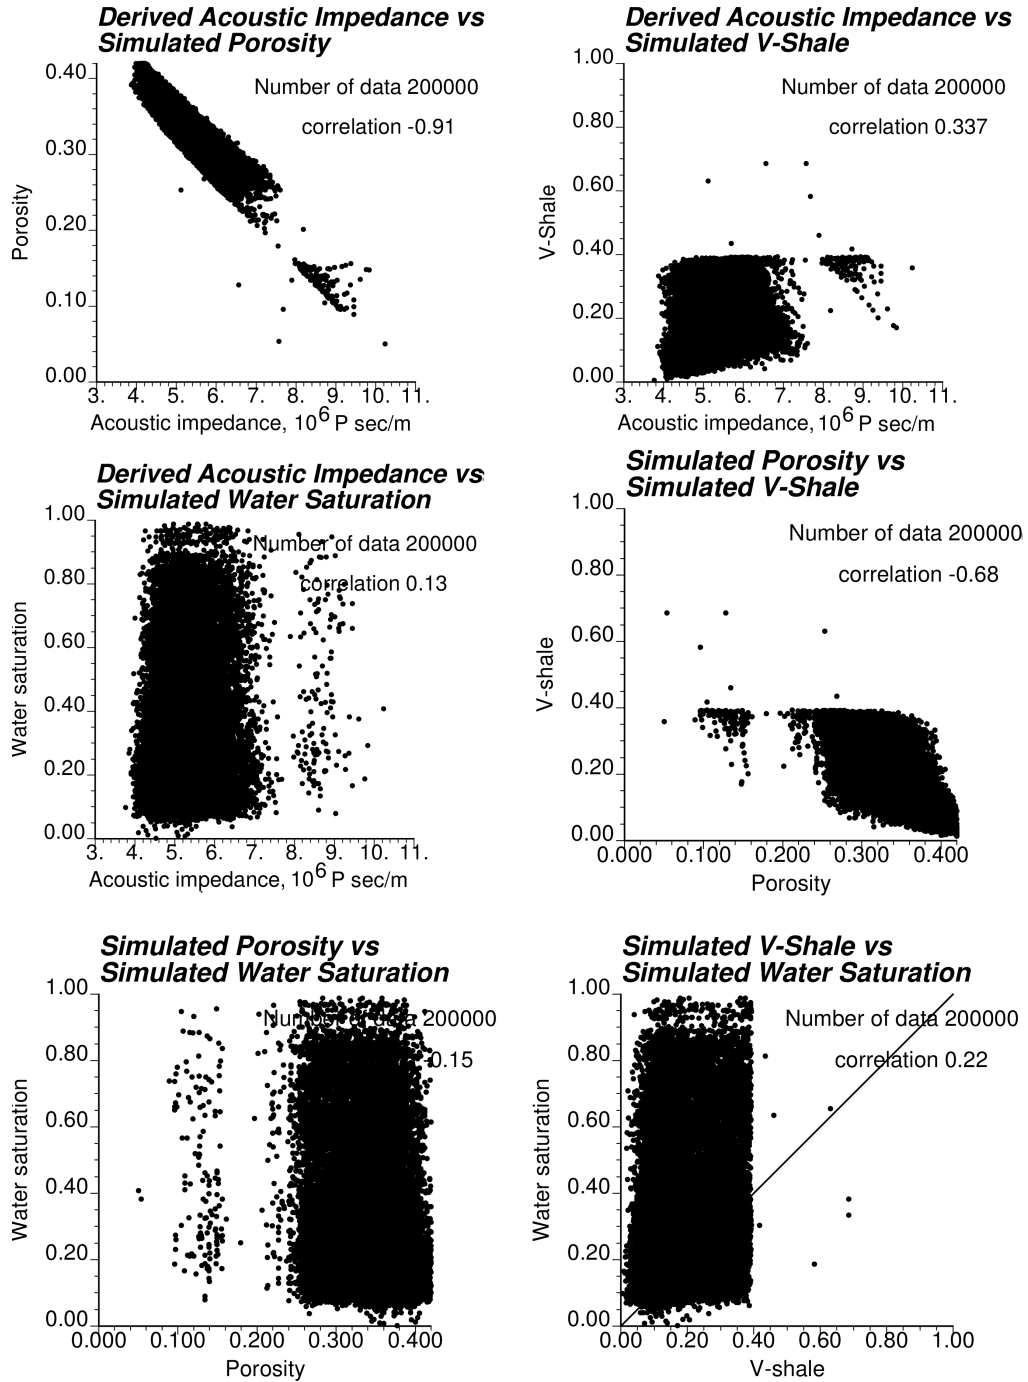 Derived Acoustic Impedance vs
Simulated Porosity
Number of data 200000
correlation -0.91
Porosity
0.40
0.30
0.20
0.10
0.00
3. 4. 5. 6. 7. 8. 9. 10. 11.
Acoustic impedance, 10⁶ P sec/m
Derived Acoustic Impedance vs
Simulated V-Shale
Number of data 200000
correlation 0.337
V-Shale
1.00
0.80
0.60
0.40
0.20
0.00
3. 4. 5. 6. 7. 8. 9. 10. 11.
Acoustic impedance, 10⁶ P sec/m
Derived Acoustic Impedance vs
Simulated Water Saturation
Number of data 200000
correlation 0.13
Water saturation
1.00
0.80
0.60
0.40
0.20
0.00
3. 4. 5. 6. 7. 8. 9. 10. 11.
Acoustic impedance, 10⁶ P sec/m
Simulated Porosity vs
Simulated V-Shale
Number of data 200000
correlation -0.68
V-shale
1.00
0.80
0.60
0.40
0.20
0.00
0.000 0.100 0.200 0.300 0.400
Porosity
Simulated Porosity vs
Simulated Water Saturation
Number of data 200000
0.15
Water saturation
1.00
0.80
0.60
0.40
0.20
0.00
0.000 0.100 0.200 0.300 0.400
Porosity
Simulated V-Shale vs
Simulated Water Saturation
Number of data 200000
correlation 0.22
Water saturation
1.00
0.80
0.60
0.40
0.20
0.00
0.00 0.20 0.40 0.60 0.80 1.00
V-shale